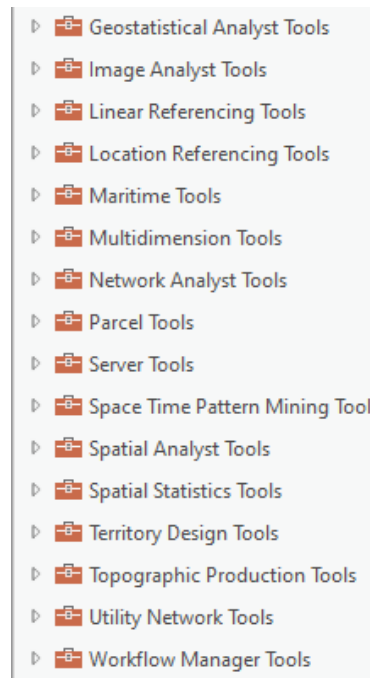 Geostatistical Analyst Tools
Image Analyst Tools
Linear Referencing Tools
Location Referencing Tools
Maritime Tools
Multidimension Tools
Network Analyst Tools
Parcel Tools
Server Tools
Space Time Pattern Mining Tool
Spatial Analyst Tools
Spatial Statistics Tools
Territory Design Tools
Topographic Production Tools
Utility Network Tools
Workflow Manager Tools